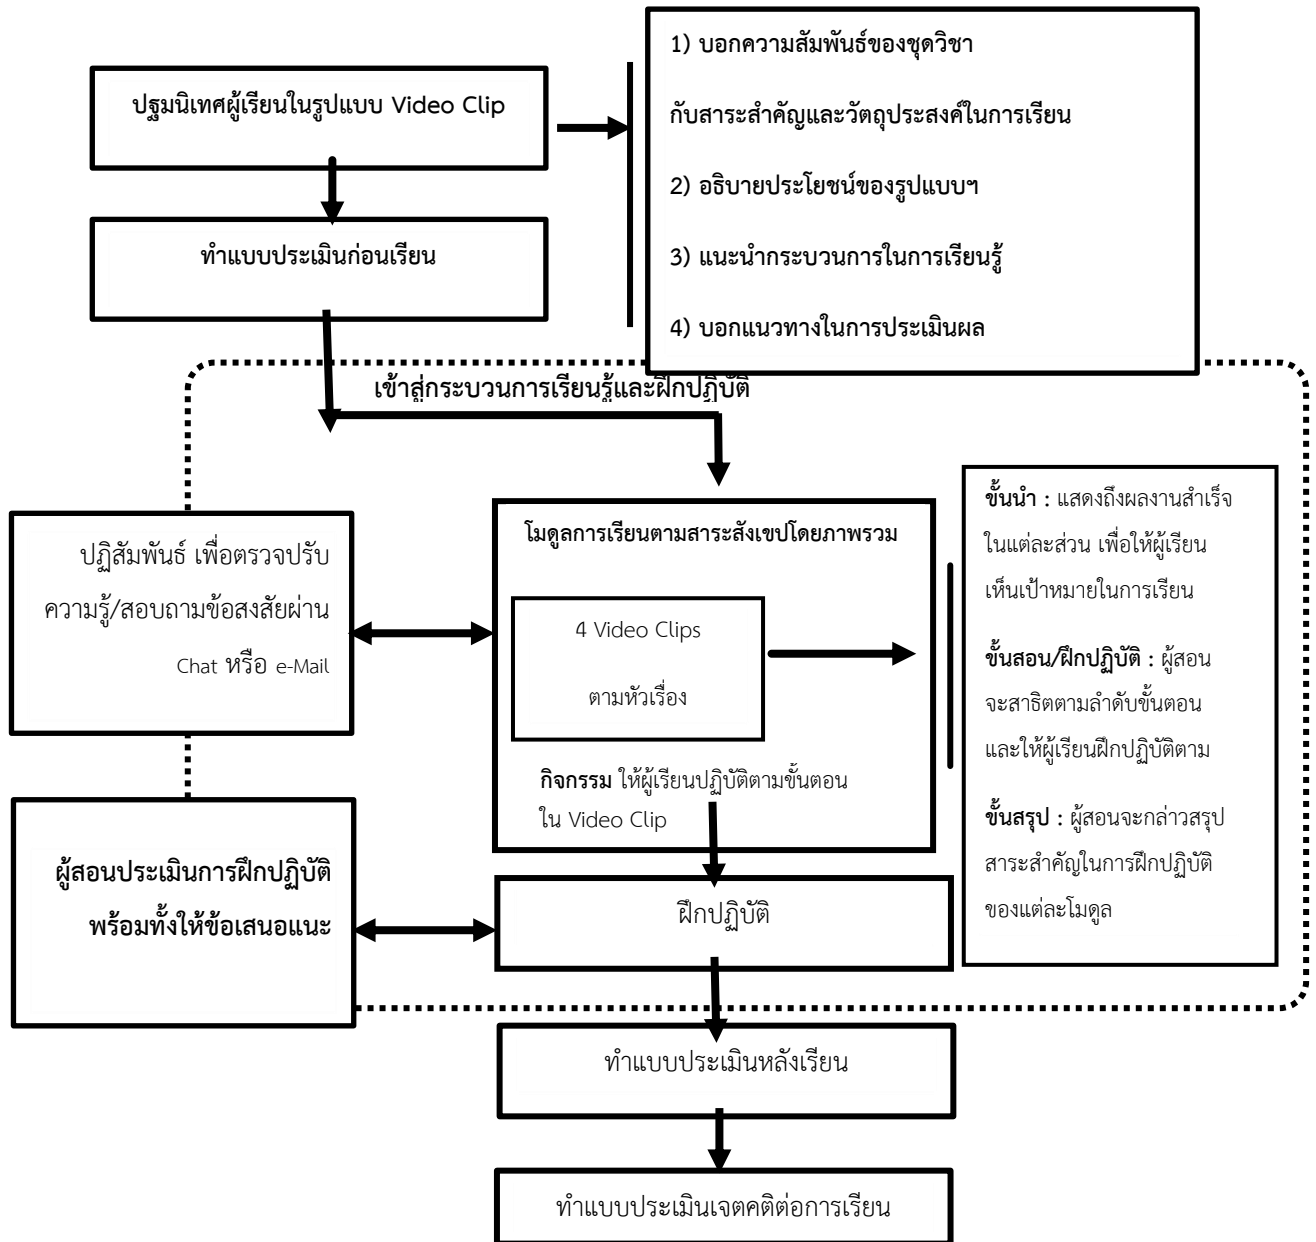 ปฐมนิเทศผู้เรียนในรูปแบบ Video Clip
1) บอกความสัมพันธ์ของชุดวิชา
กับสาระสำคัญและวัตถุประสงค์ในการเรียน
2) อธิบายประโยชน์ของรูปแบบฯ
3) แนะนำกระบวนการในการเรียนรู้
4) บอกแนวทางในการประเมินผล
ทำแบบประเมินก่อนเรียน
เข้าสู่กระบวนการเรียนรู้และฝึกปฏิบัติ
ปฏิสัมพันธ์ เพื่อตรวจปรับ
ความรู้/สอบถามข้อสงสัยผ่าน
Chat หรือ e-Mail
โมดูลการเรียนตามสาระสังเขปโดยภาพรวม
4 Video Clips
ตามหัวเรื่อง
กิจกรรม ให้ผู้เรียนปฏิบัติตามขั้นตอน
ใน Video Clip
ขั้นนำ : แสดงถึงผลงานสำเร็จ
ในแต่ละส่วน เพื่อให้ผู้เรียน
เห็นเป้าหมายในการเรียน
ขั้นสอน/ฝึกปฏิบัติ : ผู้สอน
จะสาธิตตามลำดับขั้นตอน
และให้ผู้เรียนฝึกปฏิบัติตาม
ขั้นสรุป : ผู้สอนจะกล่าวสรุป
สาระสำคัญในการฝึกปฏิบัติ
ของแต่ละโมดูล
ผู้สอนประเมินการฝึกปฏิบัติ
พร้อมทั้งให้ข้อเสนอแนะ
ฝึกปฏิบัติ
ทำแบบประเมินหลังเรียน
ทำแบบประเมินเจตคติต่อการเรียน